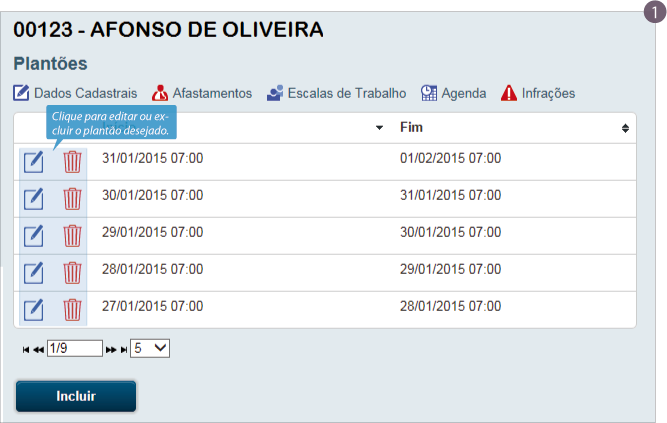 1
00123 - AFONSO DE OLIVEIRA
Plantões
Dados Cadastrais Afastamentos Escalas de Trabalho Agenda Infrações
Clique para editar ou ex-
cluir o plantão desejado.
Fim
31/01/2015 07:00 01/02/2015 07:00
30/01/2015 07:00 31/01/2015 07:00
29/01/2015 07:00 30/01/2015 07:00
28/01/2015 07:00 29/01/2015 07:00
27/01/2015 07:00 28/01/2015 07:00
1/9 5
Incluir